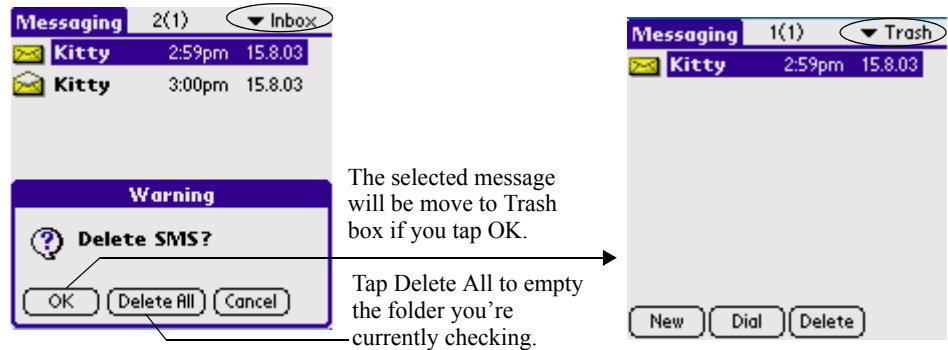 Messaging 2(1) Inbox
Kitty 2:59pm 15.8.03
Kitty 3:00pm 15.8.03
Warning
Delete SMS?
OK Delete All Cancel
The selected message
will be move to Trash
box if you tap OK.
Tap Delete All to empty
the folder you’re
currently checking.
Messaging 1(1) Trash
Kitty 2:59pm 15.8.03
New Dial Delete